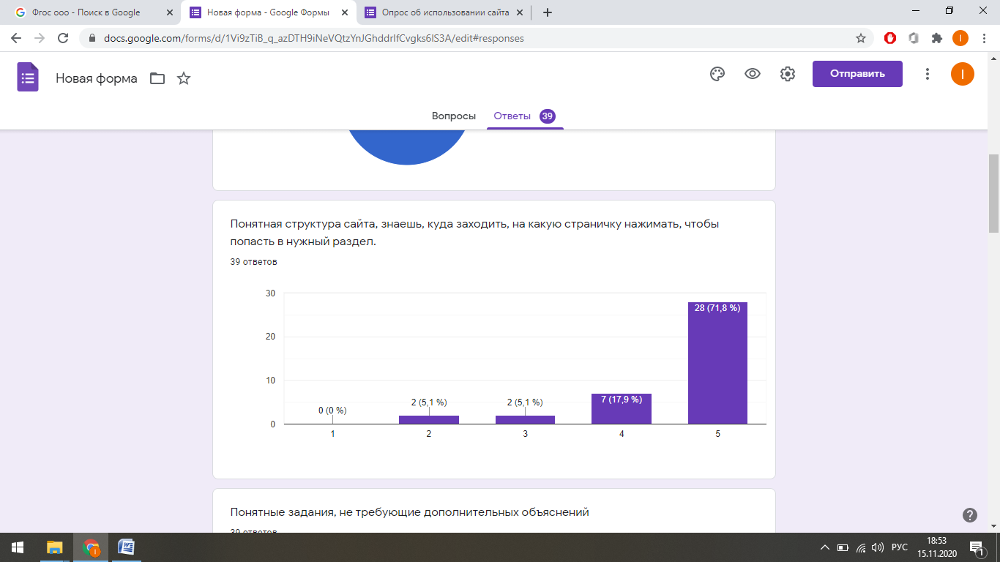 Фгос ооо - Поиск в Google
Новая форма - Google Формы
Опрос об использовании сайта
docs.google.com/forms/d/1Vi9zTiB_q_azDTH9iNeVQtzYnJGhddrIfCvgks6IS3A/edit#responses
I
Новая форма
Отправить
I
Вопросы
Ответы 39
Понятная структура сайта, знаешь, куда заходить, на какую страничку нажимать, чтобы
попасть в нужный раздел.
39 ответов
30
20
10
0
0 (0 %)
2 (5,1 %)
2 (5,1 %)
7 (17,9 %)
28 (71,8 %)
1 2 3 4 5
Понятные задания, не требующие дополнительных объяснений
39 ответов
РУС
18:53
15.11.2020
1